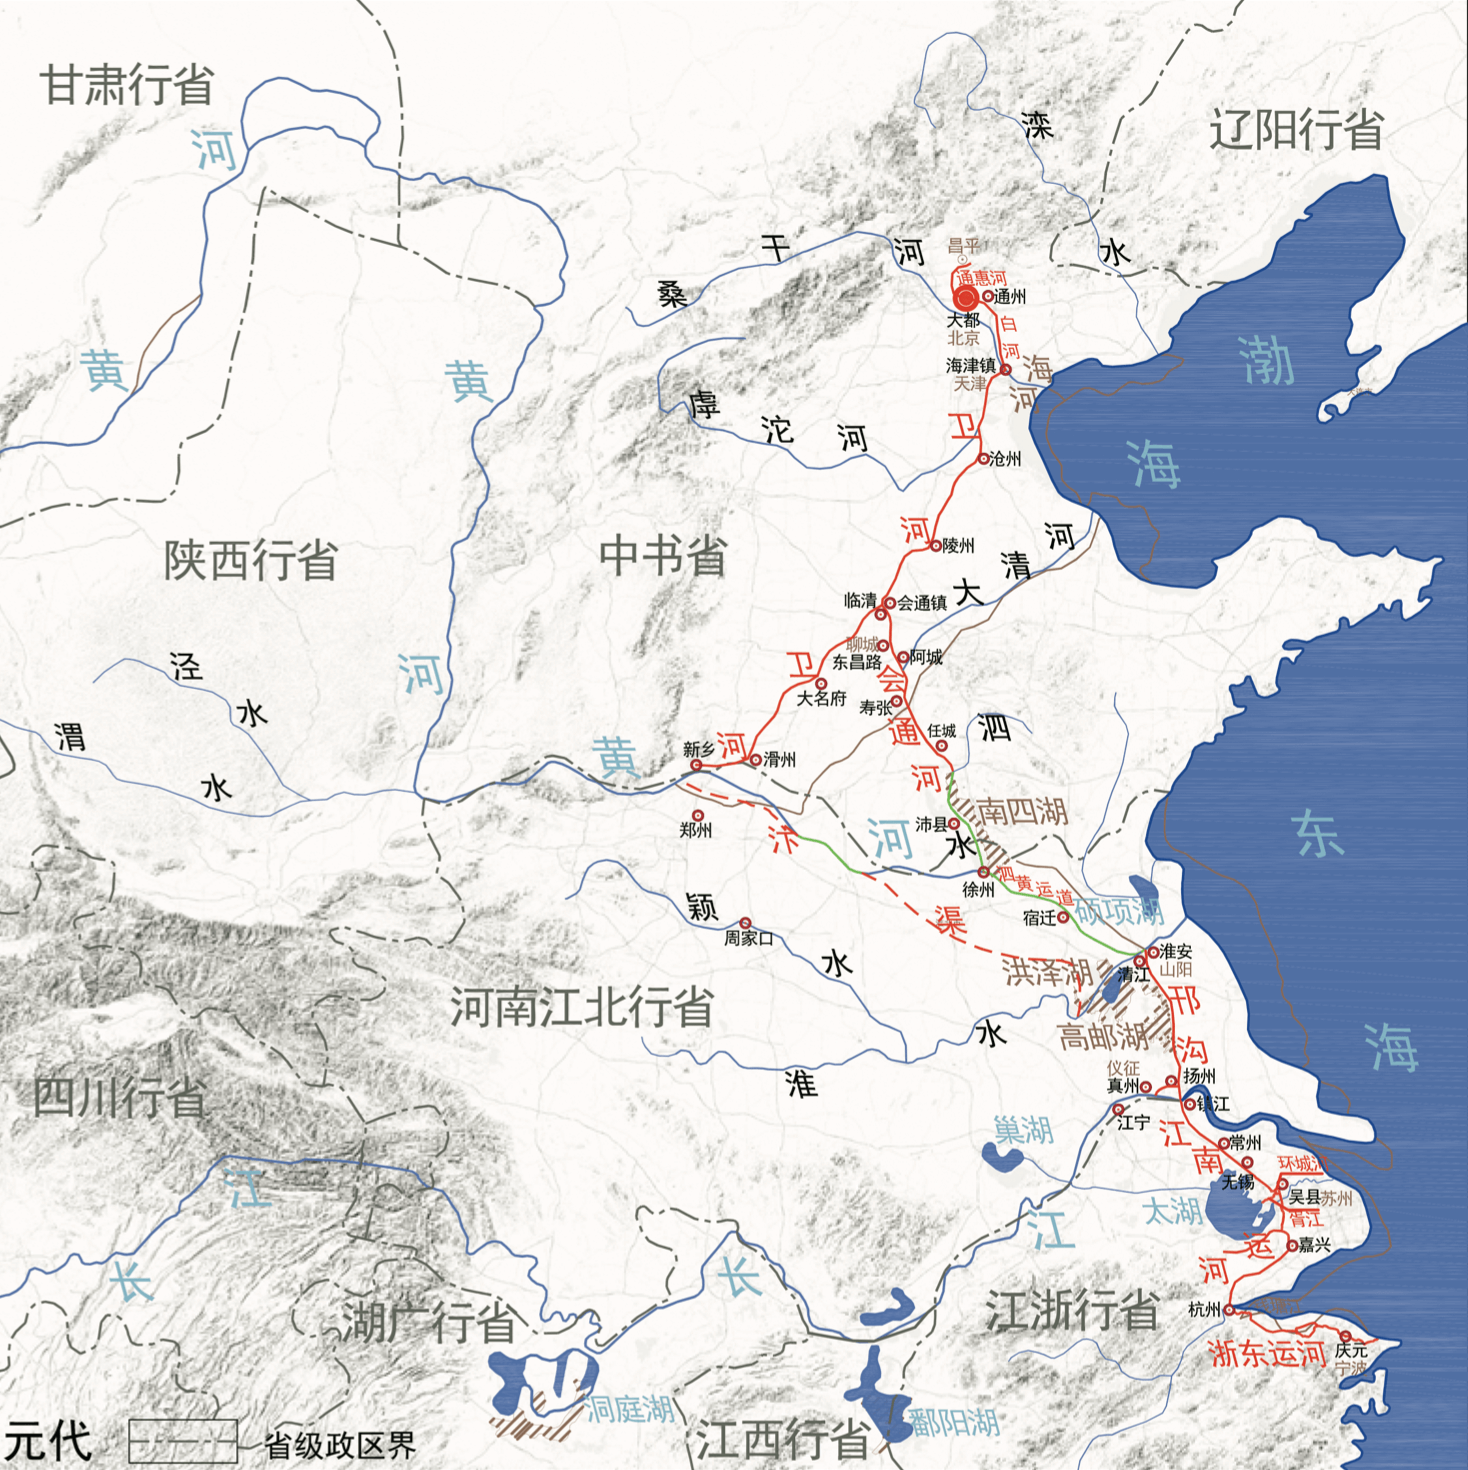 甘肃行省
河
滦
辽阳行省
桑干河
水
昌平
通惠河
通州
大都
北京
白河
海津镇
天津
海河
渤海
黄
黄
虖沱河
卫
沧州
陕西行省
中书省
河
陵州
大清河
临清
会通镇
聊城
东昌路
阿城
泾水
河
卫
大名府
会
寿张
通
任城
泗
渭水
黄
新乡
河
滑州
河
南四湖
郑州
汴
河
沛县
水
东海
徐州
泗黄运道
颍
周家口
渠
宿迁
硕项湖
水
洪泽湖
淮安
山阳
清江
河南江北行省
邗沟
高邮湖
水
四川行省
淮
仪征
真州
扬州
镇江
江宁
巢湖
江南
常州
环城河
无锡
吴县
苏州
江
太湖
胥江
江
运
嘉兴
河
长
长
湖广行省
江浙行省
杭州
浙东运河
庆元
宁波
洞庭湖
鄱阳湖
江西行省
元代
省级政区界